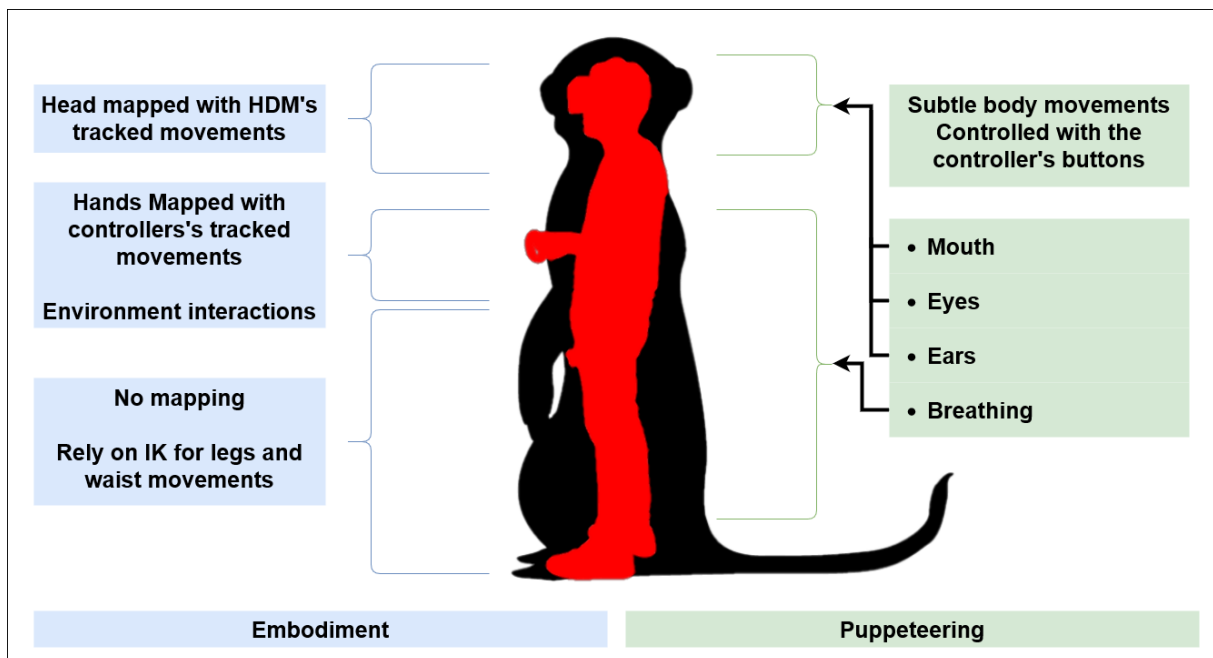 Head mapped with HDM's
tracked movements
Hands Mapped with
controllers's tracked
movements
Environment interactions
No mapping
Rely on IK for legs and
waist movements
Subtle body movements
Controlled with the
controller's buttons
• Mouth
• Eyes
• Ears
• Breathing
Embodiment
Puppeteering